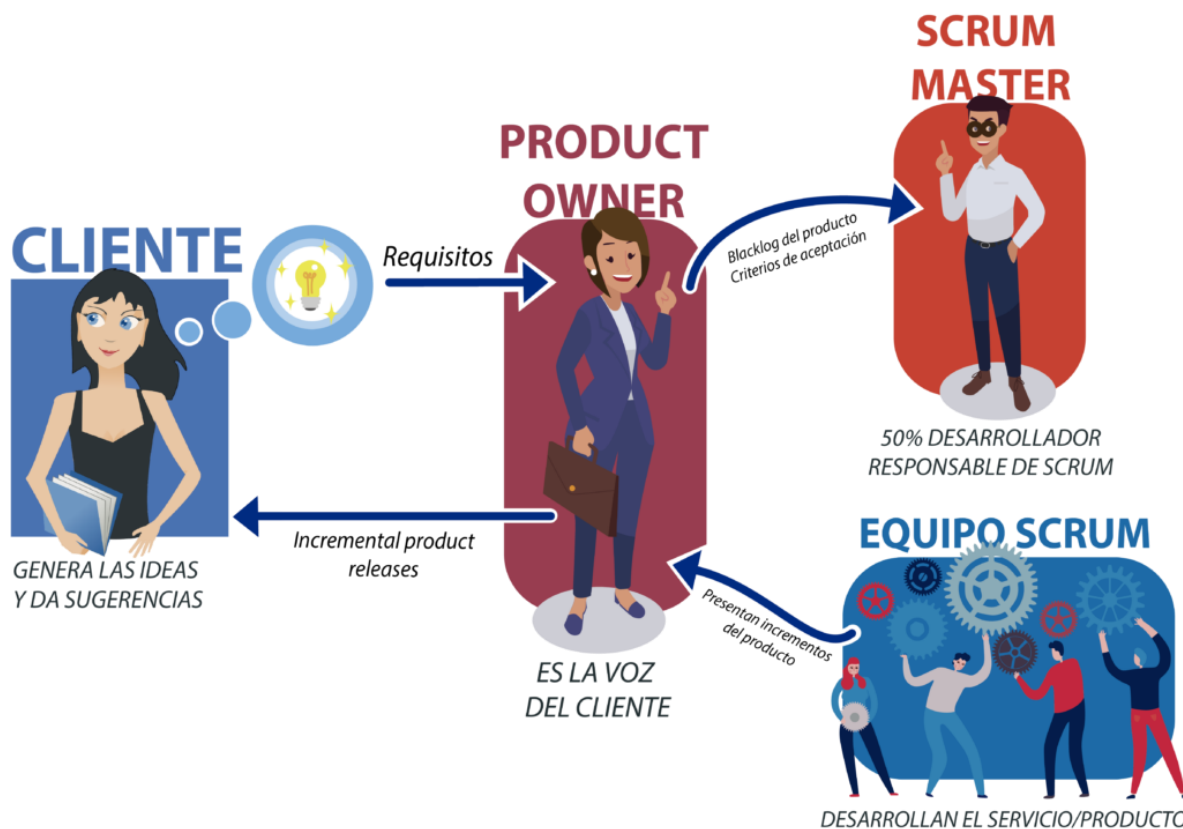 CLIENTE
GENERA LAS IDEAS
Y DA SUGERENCIAS
Requisitos
Incremental product
releases
PRODUCT
OWNER
ES LA VOZ
DEL CLIENTE
Blacklog del producto
Criterios de aceptación
SCRUM
MASTER
50% DESARROLLADOR
RESPONSABLE DE SCRUM
EQUIPO SCRUM
Presentan incrementos
del producto
DESARROLLAN EL SERVICIO/PRODUCTO